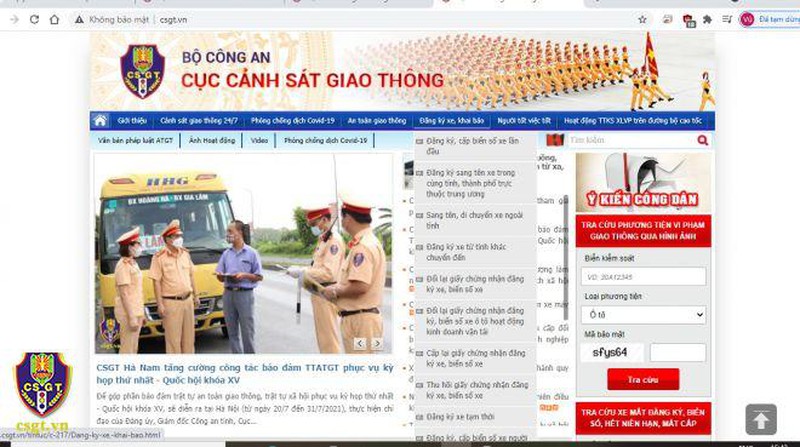 Không bảo mật | csgt.vn
Đã tạm dừng
BỘ CÔNG AN
CỤC CẢNH SÁT GIAO THÔNG
CSGT
Giới thiệu
Cảnh sát giao thông 24/7
Phòng chống dịch Covid-19
An toàn giao thông
Đăng ký xe, khai báo
Người tốt việc tốt
Hoạt động TTKS XLVP trên đường bộ cao tốc
Văn bản pháp luật ATGT
Ảnh Hoạt động
Video
Phòng chống dịch Covid-19
Tìm kiếm
HBG
BX HOÀNG HÀ BX GIA LÂM
CSGT Hà Nam tăng cường công tác bảo đảm TTATGT phục vụ kỳ
họp thứ nhất - Quốc hội khóa XV
Để góp phần bảo đảm trật tự an toàn giao thông, trật tự xã hội phục vụ kỳ họp thứ nhất
- Quốc hội khóa XV, sẽ diễn ra tại Hà Nội (từ ngày 20/7 đến 31/7/2021), thực hiện chỉ
đạo của Đảng ủy, Giám đốc Công an tỉnh, Cục
Đăng ký, cấp biển số xe lần
đầu
Đăng ký sang tên xe trong
cùng tỉnh, thành phố trực
thuộc trung ương
Sang tên, di chuyển xe ngoài
tỉnh
Đăng ký xe từ tỉnh khác
chuyển đến
Đổi lại giấy chứng nhận đăng
ký xe, biển số xe
Đổi lại giấy chứng nhận đăng
ký, biển số xe ô tô hoạt động
kinh doanh vận tải
Cấp lại giấy chứng nhận đăng
ký xe, biển số xe
Thu hồi giấy chứng nhận đăng
ký xe, biển số xe
Đăng ký xe tạm thời
Cấp giấy đăng ký, biển số xe
Ý KIẾN CÔNG DÂN
TRA CỨU PHƯƠNG TIỆN VI PHẠM
GIAO THÔNG QUA HÌNH ẢNH
Biển kiểm soát
VD: 30A12345
Loại phương tiện
Ô tô
Mã bảo mật
sfys64
Tra cứu
TRA CỨU XE MẤT ĐĂNG KÝ, BIỂN
SỐ, HẾT NIÊN HẠN, MẤT CẮP
CSGT
csgt.vn
csgt.vn/tintuc/c-217/Dang-ky-xe,-khai-bao.html